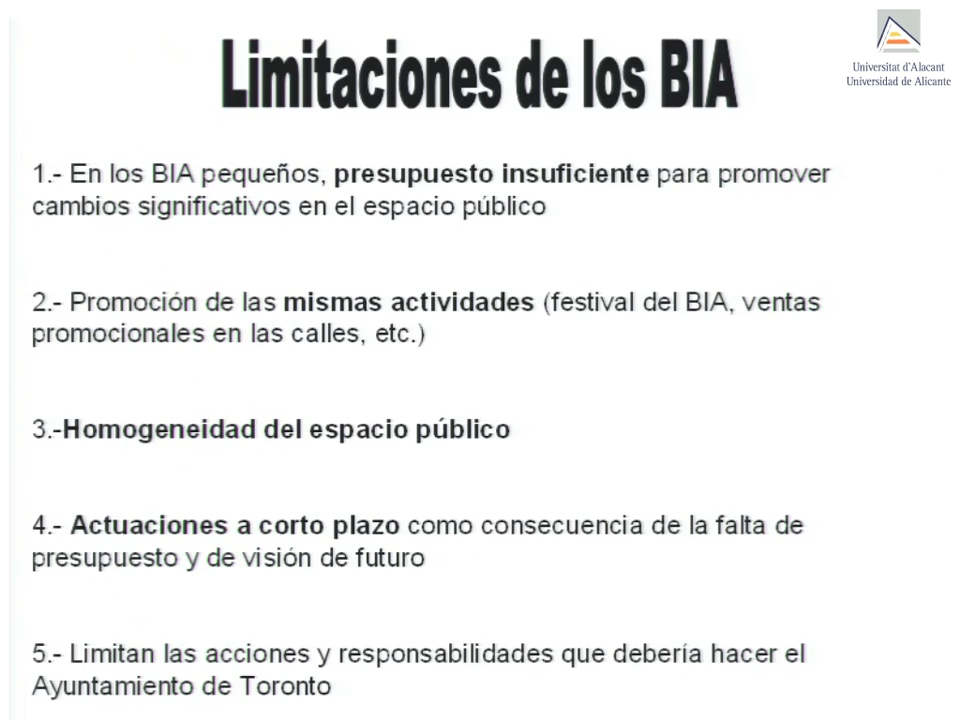 Limitaciones de los BIA
Universitat d'Alacant
Universidad de Alicante
1.- En los BIA pequeños, presupuesto insuficiente para promover
cambios significativos en el espacio público
2.- Promoción de las mismas actividades (festival del BIA, ventas
promocionales en las calles, etc.)
3.-Homogeneidad del espacio público
4.- Actuaciones a corto plazo como consecuencia de la falta de
presupuesto y de visión de futuro
5.- Limitan las acciones y responsabilidades que debería hacer el
Ayuntamiento de Toronto